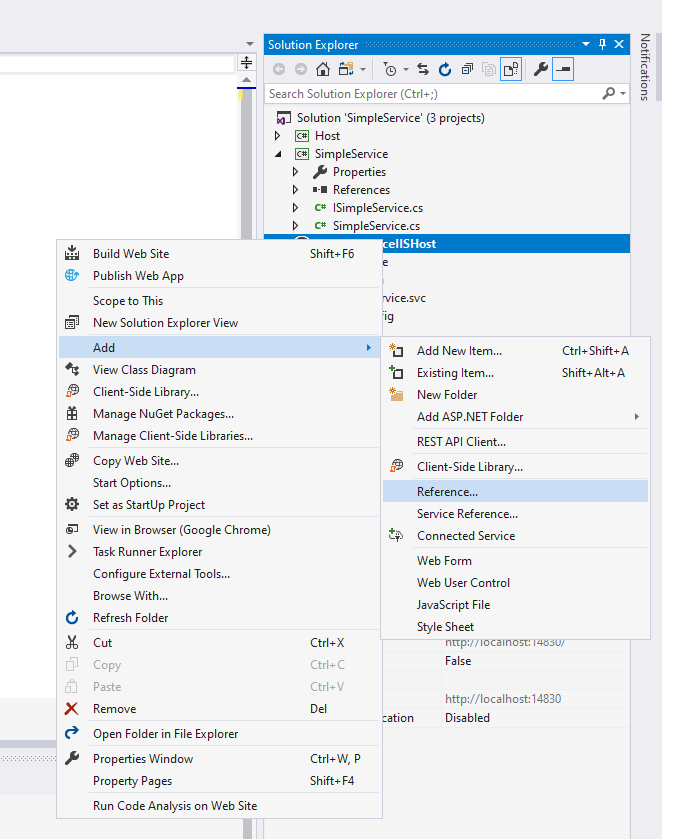 Solution Explorer
Notifications
Search Solution Explorer (Ctrl+;)
Solution 'SimpleService' (3 projects)
C# Host
C# SimpleService
Properties
References
C# ISimpleService.cs
C# SimpleService.cs
ceIISHost
Build Web Site Shift+F6
Publish Web App
Scope to This
New Solution Explorer View
Add
View Class Diagram
Client-Side Library...
Manage NuGet Packages...
Manage Client-Side Libraries...
Copy Web Site...
Start Options...
Set as StartUp Project
View in Browser (Google Chrome)
Task Runner Explorer
Configure External Tools...
Browse With...
Refresh Folder
Cut Ctrl+X
Copy Ctrl+C
Paste Ctrl+V
Remove Del
Open Folder in File Explorer
Properties Window Ctrl+W, P
Property Pages Shift+F4
Run Code Analysis on Web Site
e
rvice.svc
fig
Add New Item... Ctrl+Shift+A
Existing Item... Shift+Alt+A
New Folder
Add ASP.NET Folder
REST API Client...
Client-Side Library...
Reference...
Service Reference...
Connected Service
Web Form
Web User Control
JavaScript File
Style Sheet
http://localhost:14830/
False
http://localhost:14830
cation Disabled